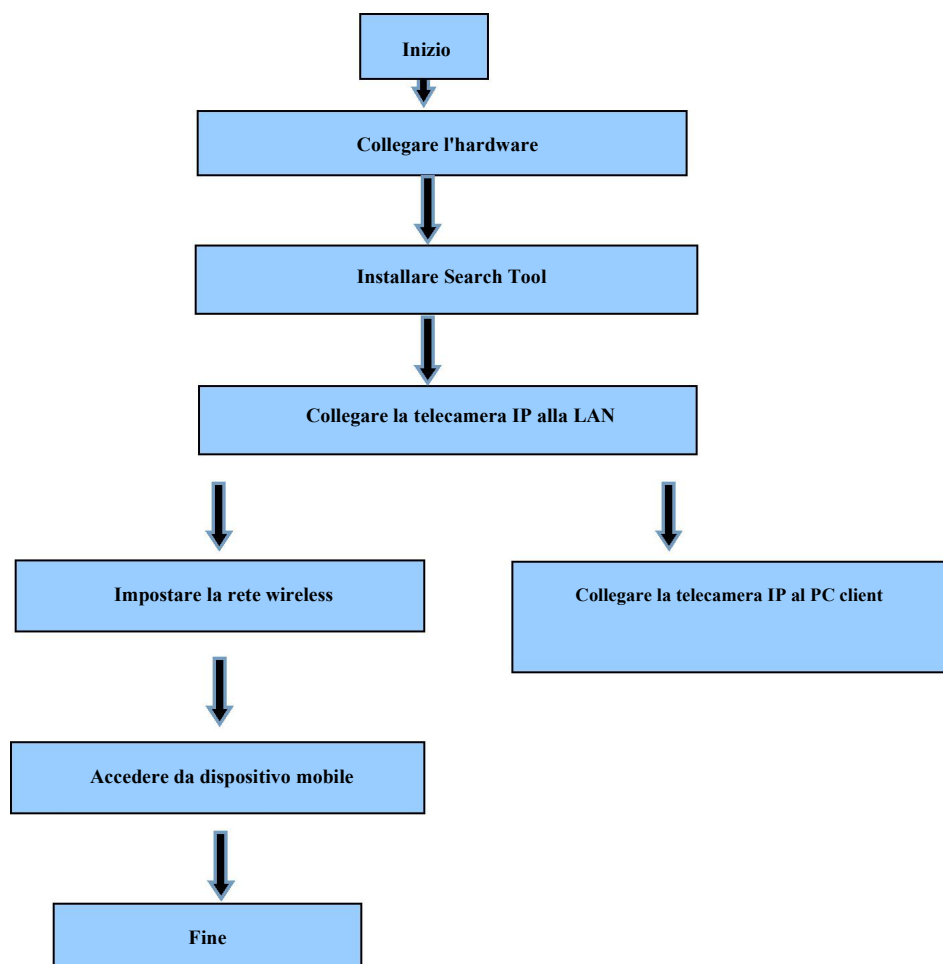 Inizio
Collegare l'hardware
Installare Search Tool
Collegare la telecamera IP alla LAN
Impostare la rete wireless
Collegare la telecamera IP al PC client
Accedere da dispositivo mobile
Fine